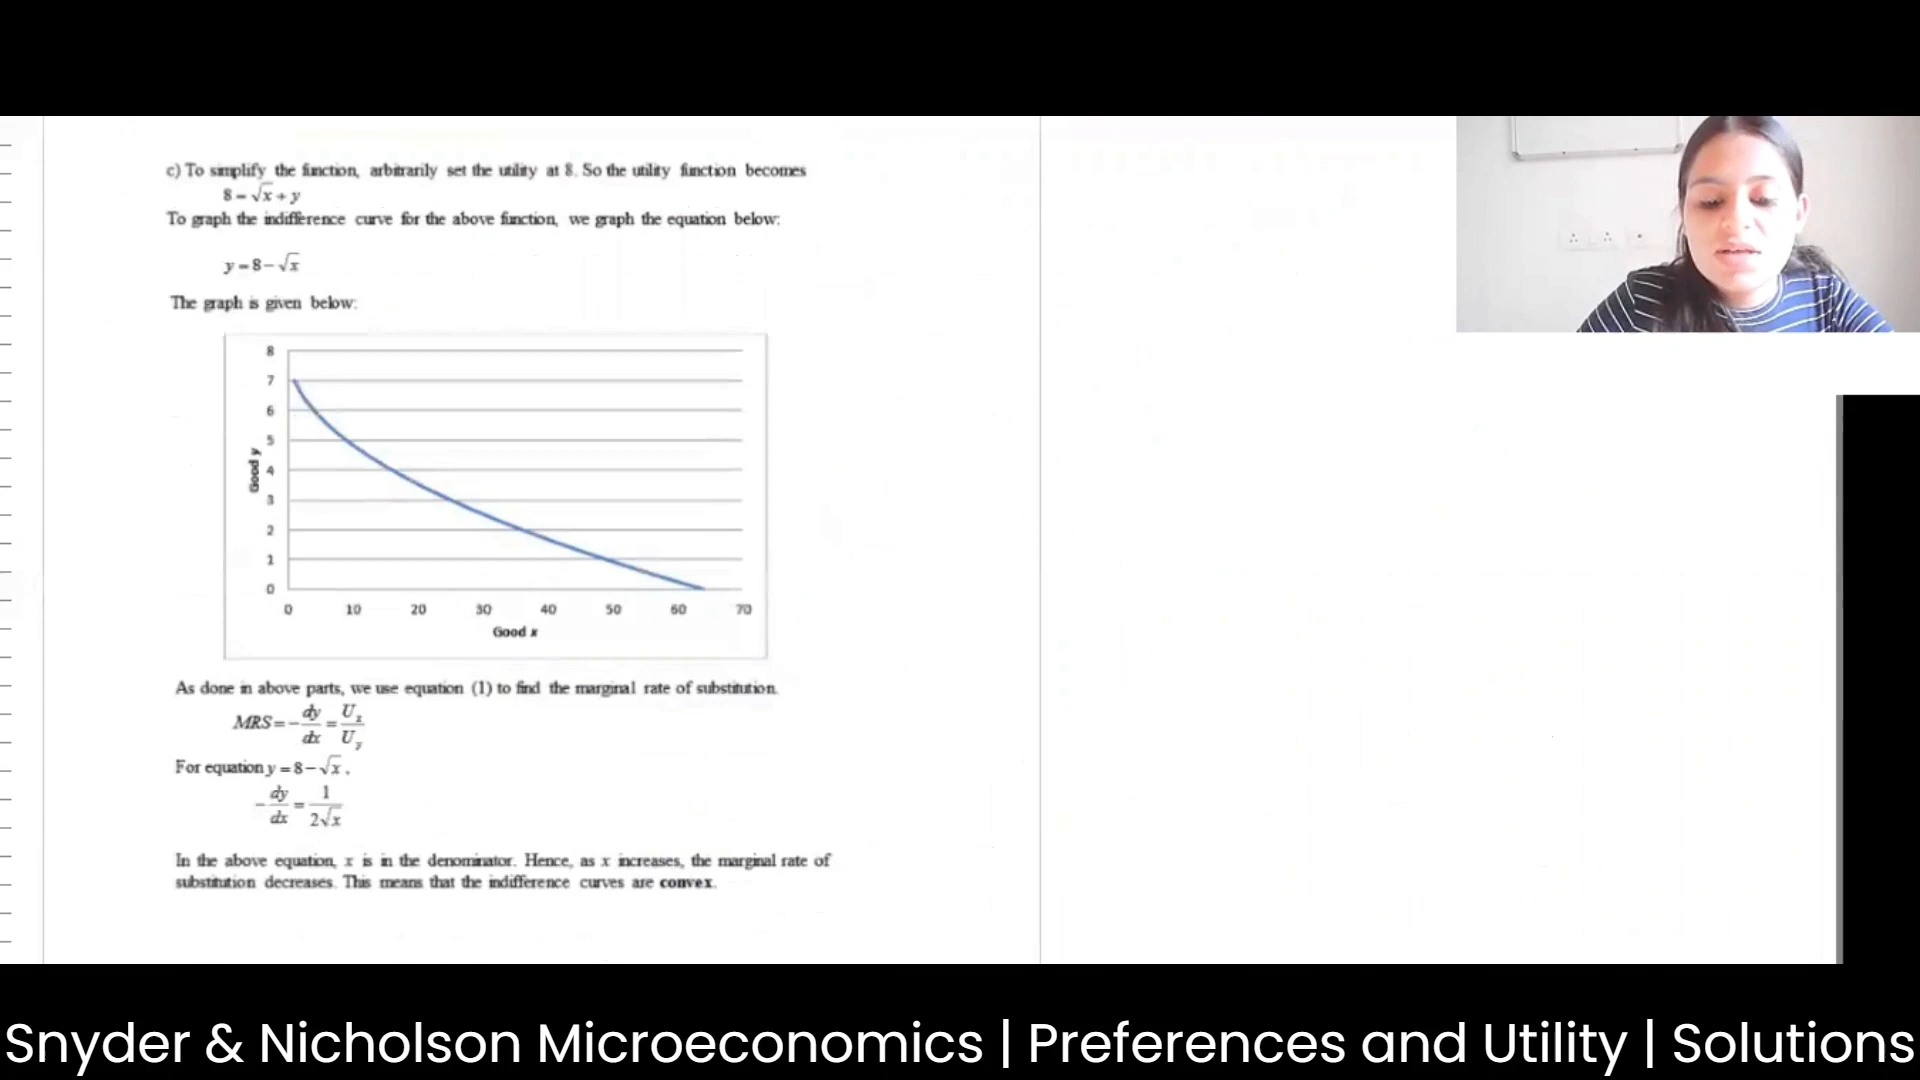 c) To simplify the function, arbitrarily set the utility at 8. So the utility function becomes
8 = √x + y
To graph the indifference curve for the above function, we graph the equation below:
y = 8 − √x
The graph is given below:
8
7
6
5
4
3
2
1
0
Good y
0 10 20 30 40 50 60 70
Good x
As done in above parts, we use equation (1) to find the marginal rate of substitution.
MRS = − dy/dx = Uₓ/Uᵧ
For equation y = 8 − √x ,
− dy/dx = 1/(2√x)
In the above equation, x is in the denominator. Hence, as x increases, the marginal rate of
substitution decreases. This means that the indifference curves are convex.
Snyder & Nicholson Microeconomics | Preferences and Utility | Solutions